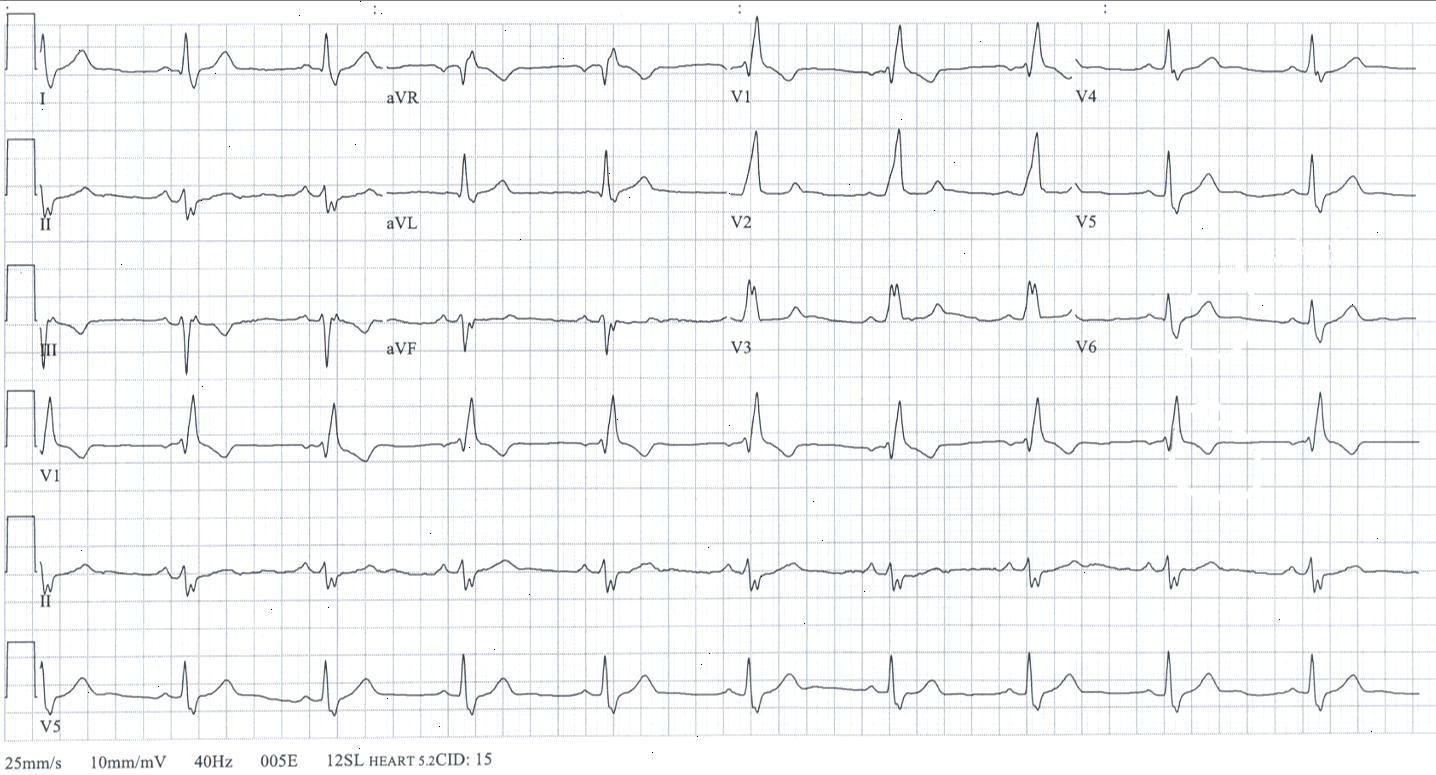 I aVR V1 V4
II aVL V2 V5
III aVF V3 V6
V1
II
V5
25mm/s 10mm/mV 40Hz 005E 12SL HEART 5.2CID: 15